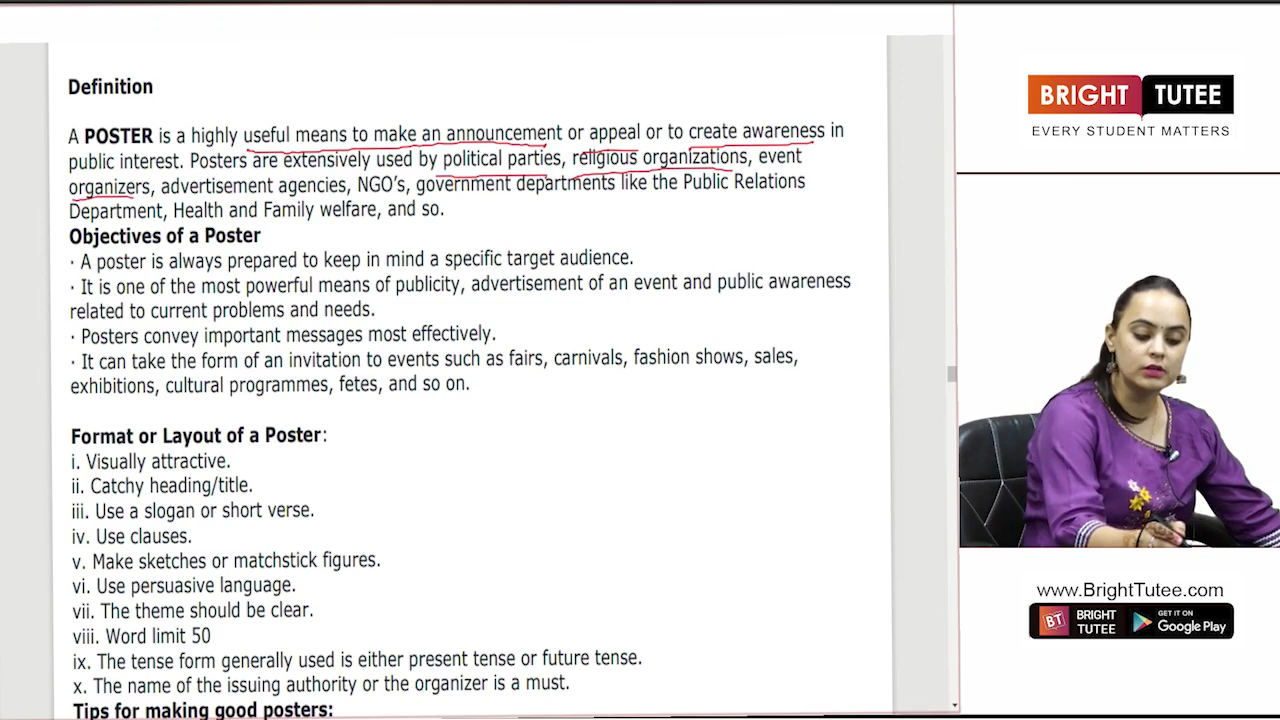 Definition
A POSTER is a highly useful means to make an announcement or appeal or to create awareness in
public interest. Posters are extensively used by political parties, religious organizations, event
organizers, advertisement agencies, NGO's, government departments like the Public Relations
Department, Health and Family welfare, and so.
Objectives of a Poster
· A poster is always prepared to keep in mind a specific target audience.
· It is one of the most powerful means of publicity, advertisement of an event and public awareness
related to current problems and needs.
· Posters convey important messages most effectively.
· It can take the form of an invitation to events such as fairs, carnivals, fashion shows, sales,
exhibitions, cultural programmes, fetes, and so on.
Format or Layout of a Poster:
i. Visually attractive.
ii. Catchy heading/title.
iii. Use a slogan or short verse.
iv. Use clauses.
v. Make sketches or matchstick figures.
vi. Use persuasive language.
vii. The theme should be clear.
viii. Word limit 50
ix. The tense form generally used is either present tense or future tense.
x. The name of the issuing authority or the organizer is a must.
Tips for making good posters:
BRIGHT TUTEE
EVERY STUDENT MATTERS
www.BrightTutee.com
BT BRIGHT TUTEE
GET IT ON
Google Play